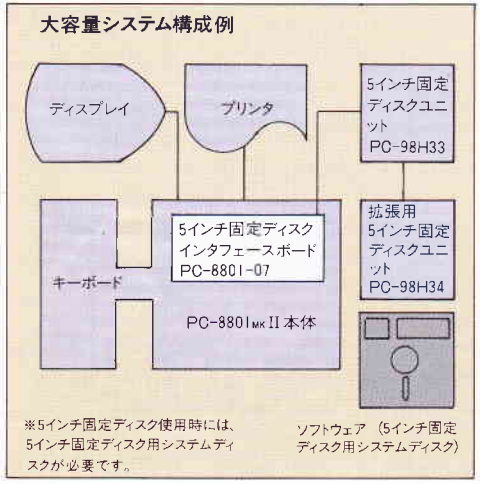 大容量システム構成例
ディスプレイ
プリンタ
5インチ固定
ディスクユニ
ット
PC-98H33
拡張用
5インチ固定
ディスクユニ
ット
PC-98H34
キーボード
5インチ固定ディスク
インタフェースボード
PC-8801-07
PC-8801MKII本体
※5インチ固定ディスク使用時には、
5インチ固定ディスク用システムディ
スクが必要です。
ソフトウェア (5インチ固定
ディスク用システムディスク)